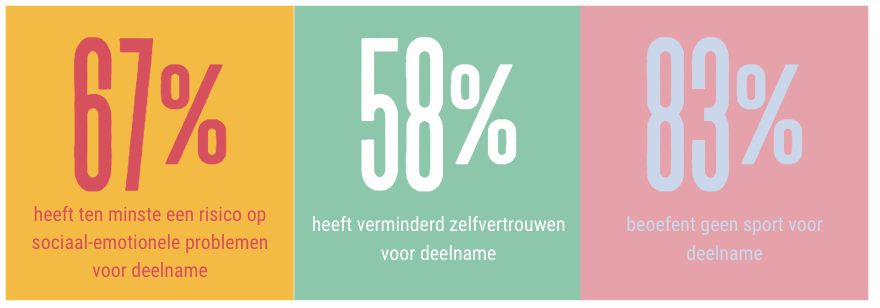 67%
heeft ten minste een risico op
sociaal-emotionele problemen
voor deelname
58%
heeft verminderd zelfvertrouwen
voor deelname
83%
beoefent geen sport voor
deelname